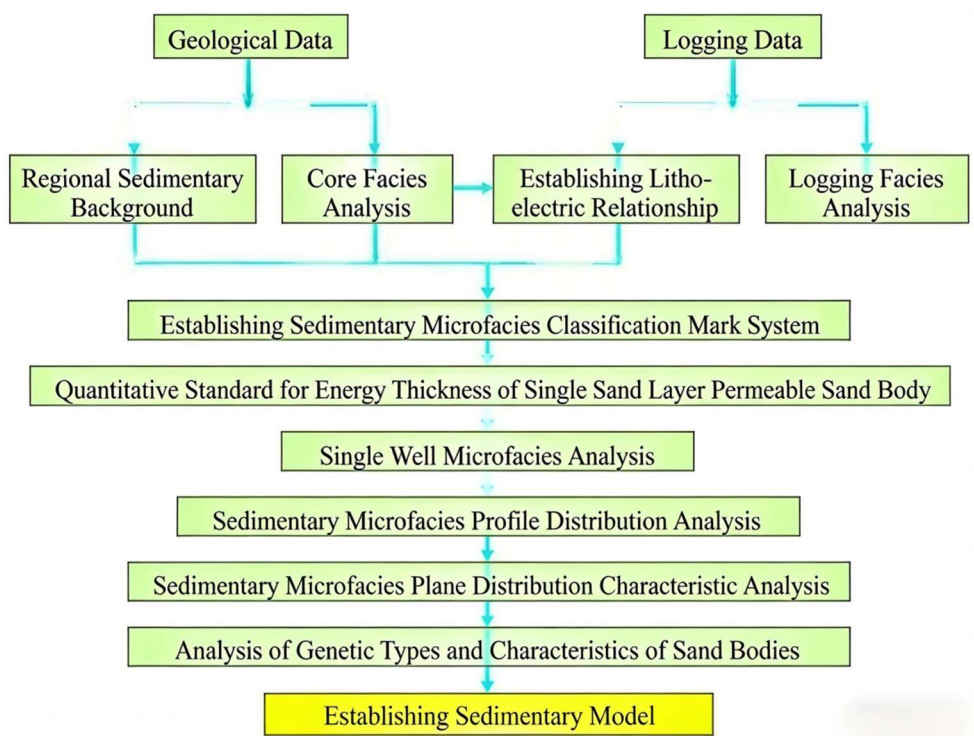 Geological Data
Logging Data
Regional Sedimentary
Background
Core Facies
Analysis
Establishing Litho-
electric Relationship
Logging Facies
Analysis
Establishing Sedimentary Microfacies Classification Mark System
Quantitative Standard for Energy Thickness of Single Sand Layer Permeable Sand Body
Single Well Microfacies Analysis
Sedimentary Microfacies Profile Distribution Analysis
Sedimentary Microfacies Plane Distribution Characteristic Analysis
Analysis of Genetic Types and Characteristics of Sand Bodies
Establishing Sedimentary Model